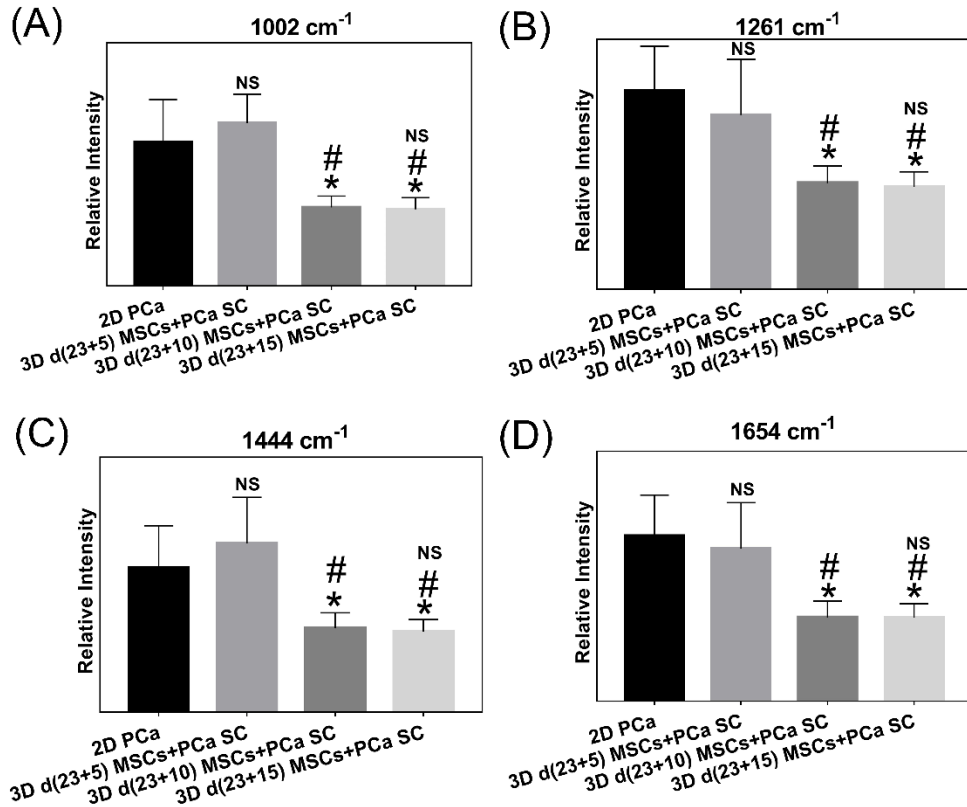 (A)
1002 cm-1
Relative Intensity
NS
#
*
NS
#
*
2D PCa
3D d(23+5) MSCs+PCa SC
3D d(23+10) MSCs+PCa SC
3D d(23+15) MSCs+PCa SC
(B)
1261 cm-1
Relative Intensity
NS
#
*
NS
#
*
2D PCa
3D d(23+5) MSCs+PCa SC
3D d(23+10) MSCs+PCa SC
3D d(23+15) MSCs+PCa SC
(C)
1444 cm-1
Relative Intensity
NS
#
*
NS
#
*
2D PCa
3D d(23+5) MSCs+PCa SC
3D d(23+10) MSCs+PCa SC
3D d(23+15) MSCs+PCa SC
(D)
1654 cm-1
Relative Intensity
NS
#
*
NS
#
*
2D PCa
3D d(23+5) MSCs+PCa SC
3D d(23+10) MSCs+PCa SC
3D d(23+15) MSCs+PCa SC